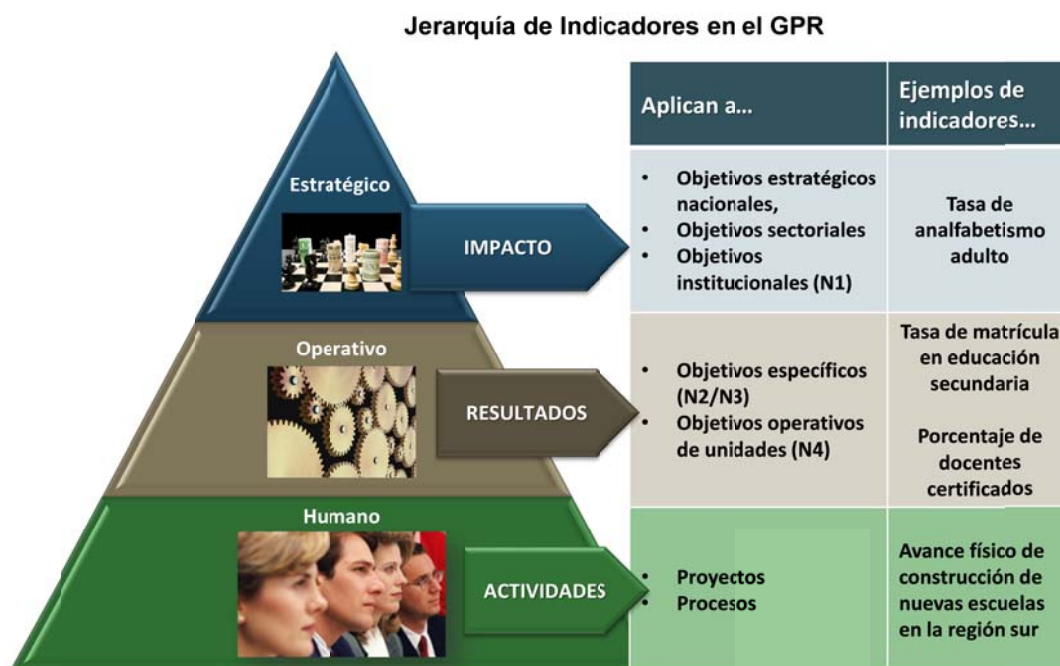 Jerarquía de Indicadores en el GPR
Aplican a...
Ejemplos de
indicadores...
Estratégico
IMPACTO
• Objetivos estratégicos
nacionales,
• Objetivos sectoriales
• Objetivos
institucionales (N1)
Tasa de
analfabetismo
adulto
Operativo
RESULTADOS
• Objetivos específicos
(N2/N3)
• Objetivos operativos
de unidades (N4)
Tasa de matrícula
en educación
secundaria
Porcentaje de
docentes
certificados
Humano
ACTIVIDADES
• Proyectos
• Procesos
Avance físico de
construcción de
nuevas escuelas
en la región sur